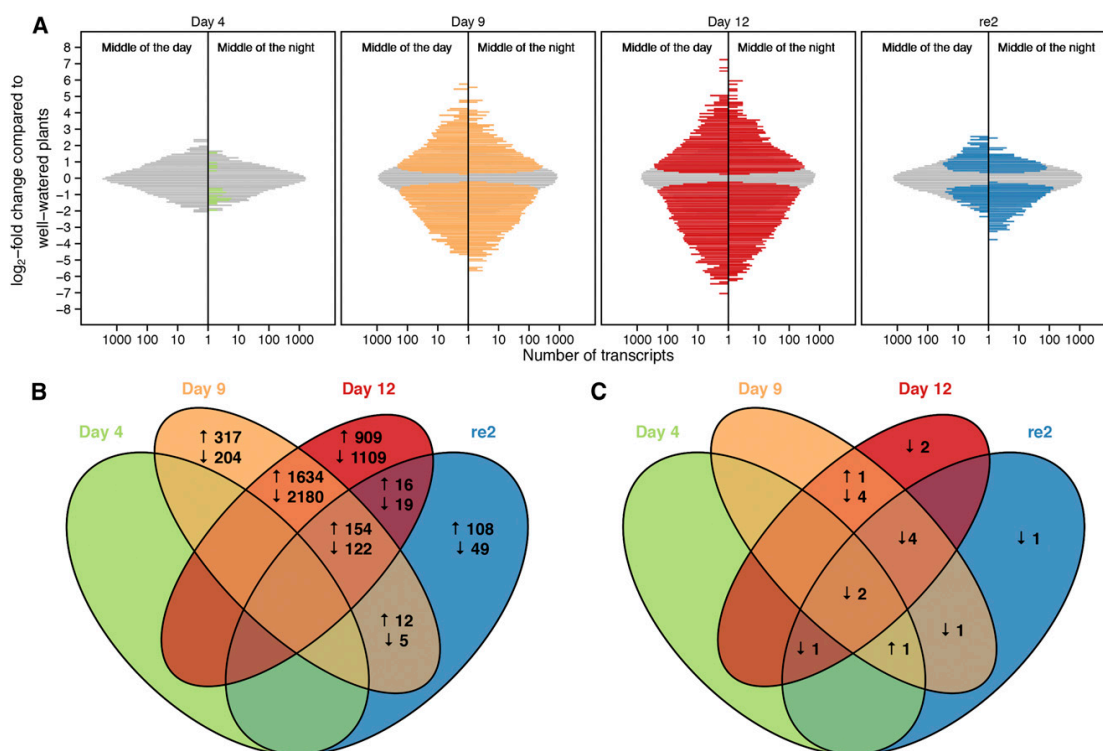 A
Day 4
Day 9
Day 12
re2
Middle of the day
Middle of the night
Middle of the day
Middle of the night
Middle of the day
Middle of the night
Middle of the day
Middle of the night
log2-fold change compared to
well-watered plants
8
7
6
5
4
3
2
1
0
-1
-2
-3
-4
-5
-6
-7
-8
1000 100 10 1 10 100 1000
1000 100 10 1 10 100 1000
1000 100 10 1 10 100 1000
1000 100 10 1 10 100 1000
Number of transcripts
B
Day 4
Day 9
Day 12
re2
↑ 317
↓ 204
↑ 909
↓ 1109
↑ 1634
↓ 2180
↑ 16
↓ 19
↑ 154
↓ 122
↑ 108
↓ 49
↑ 12
↓ 5
C
Day 4
Day 9
Day 12
re2
↓ 2
↑ 1
↓ 4
↓4
↓ 1
↓ 2
↓ 1
↓ 1
↑ 1